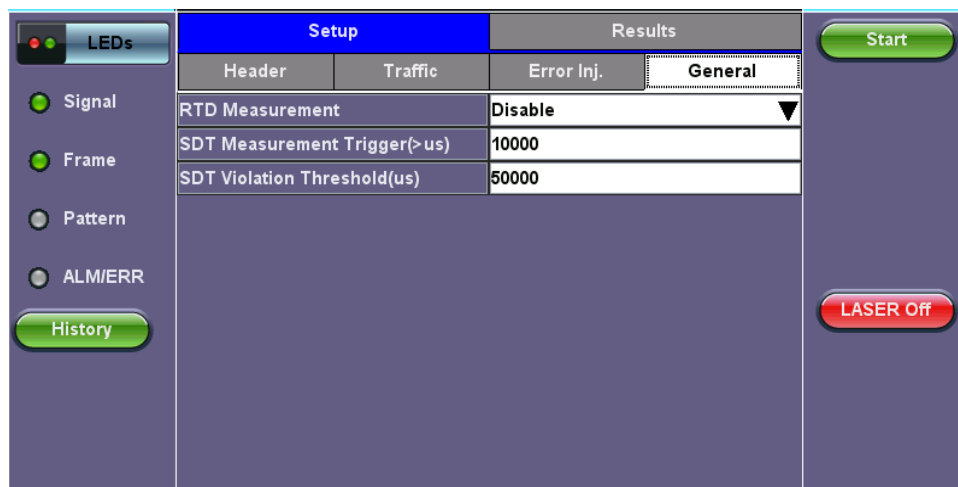 LEDs
Setup
Results
Start
Header
Traffic
Error Inj.
General
Signal
RTD Measurement
Disable
SDT Measurement Trigger(>us)
10000
Frame
SDT Violation Threshold(us)
50000
Pattern
ALM/ERR
LASER Off
History